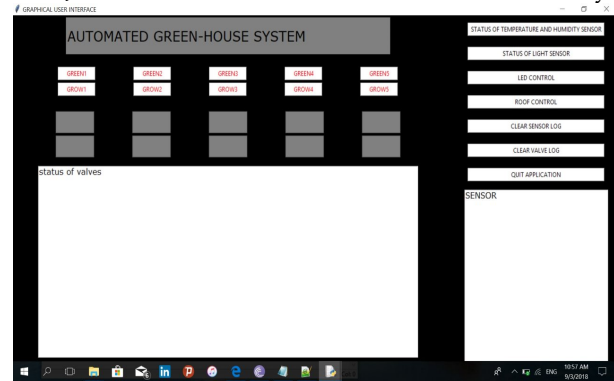 GRAPHICAL USER INTERFACE
AUTOMATED GREEN-HOUSE SYSTEM
GREEN1 GREEN2 GREEN3 GREEN4 GREEN5
GROW1 GROW2 GROW3 GROW4 GROW5
status of valves
STATUS OF TEMPERATURE AND HUMIDITY SENSOR
STATUS OF LIGHT SENSOR
LED CONTROL
ROOF CONTROL
CLEAR SENSOR LOG
CLEAR VALVE LOG
QUIT APPLICATION
SENSOR
ENG
10:57 AM
9/3/2018